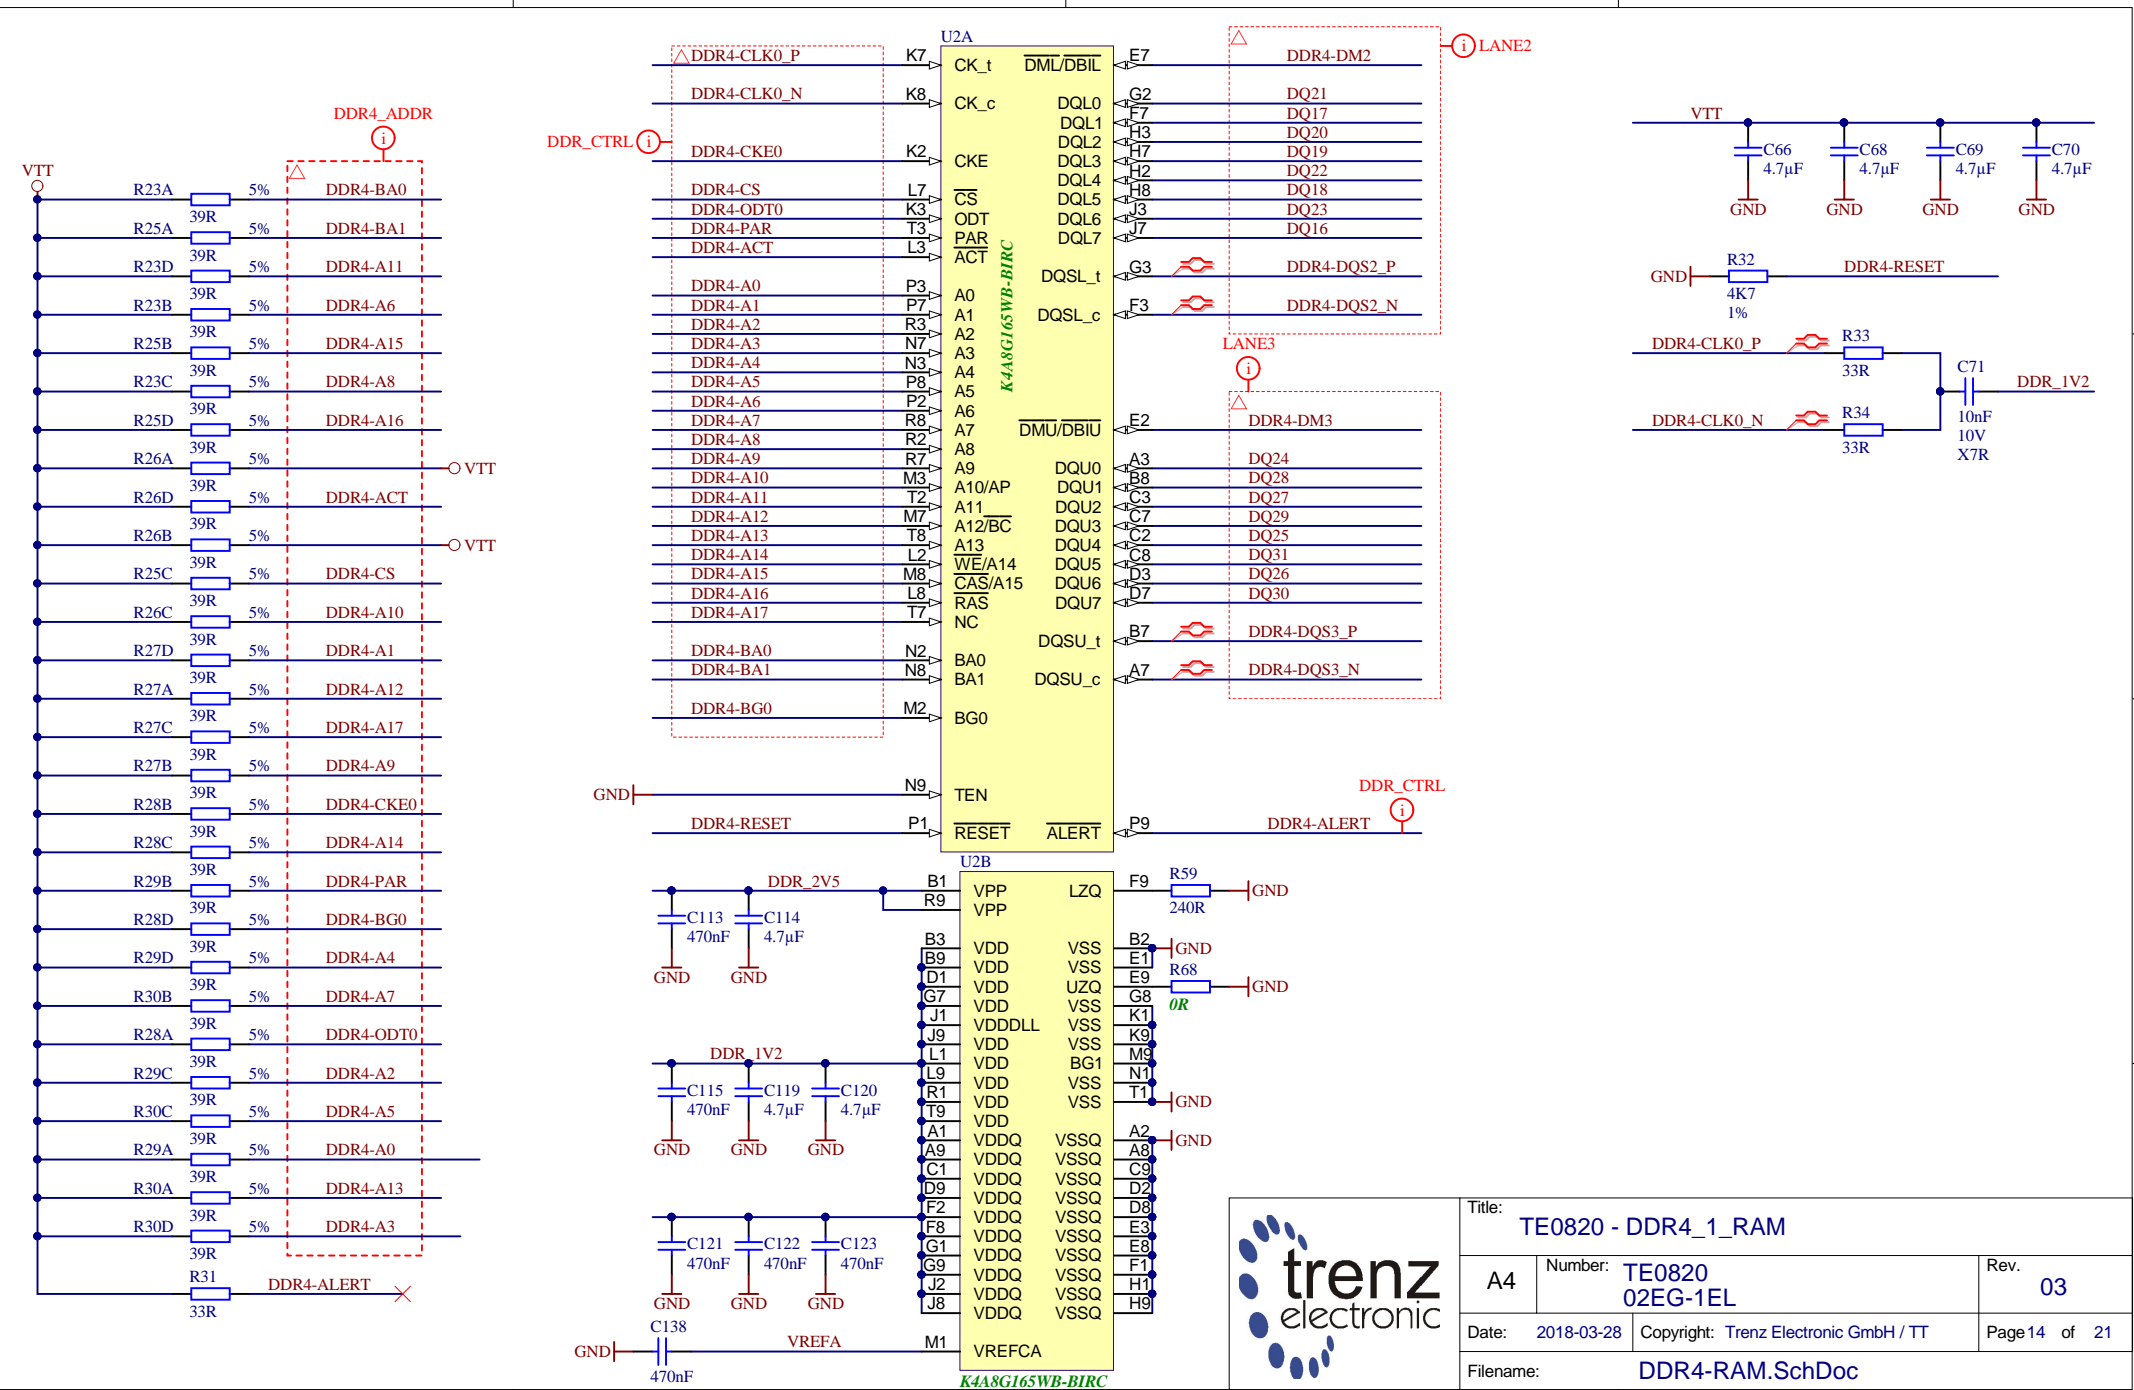 DDR4_ADDR
VTT
R23A 39R 5% DDR4-BA0
R25A 39R 5% DDR4-BA1
R23D 39R 5% DDR4-A11
R23B 39R 5% DDR4-A6
R25B 39R 5% DDR4-A15
R23C 39R 5% DDR4-A8
R25D 39R 5% DDR4-A16
R26A 39R 5% VTT
R26D 39R 5% DDR4-ACT
R26B 39R 5% VTT
R25C 39R 5% DDR4-CS
R26C 39R 5% DDR4-A10
R27D 39R 5% DDR4-A1
R27A 39R 5% DDR4-A12
R27C 39R 5% DDR4-A17
R27B 39R 5% DDR4-A9
R28B 39R 5% DDR4-CKE0
R28C 39R 5% DDR4-A14
R29B 39R 5% DDR4-PAR
R28D 39R 5% DDR4-BG0
R29D 39R 5% DDR4-A4
R30B 39R 5% DDR4-A7
R28A 39R 5% DDR4-ODT0
R29C 39R 5% DDR4-A2
R30C 39R 5% DDR4-A5
R29A 39R 5% DDR4-A0
R30A 39R 5% DDR4-A13
R30D 39R 5% DDR4-A3
R31 33R DDR4-ALERT
U2A
DDR_CTRL
DDR4-CLK0_P K7 CK_t
DDR4-CLK0_N K8 CK_c
DDR4-CKE0 K2 CKE
DDR4-CS L7 CS
DDR4-ODT0 K3 ODT
DDR4-PAR T3 PAR
DDR4-ACT L3 ACT
DDR4-A0 P3 A0
DDR4-A1 P7 A1
DDR4-A2 R3 A2
DDR4-A3 N7 A3
DDR4-A4 N3 A4
DDR4-A5 P8 A5
DDR4-A6 P2 A6
DDR4-A7 R8 A7
DDR4-A8 R2 A8
DDR4-A9 R7 A9
DDR4-A10 M3 A10/AP
DDR4-A11 T2 A11
DDR4-A12 M7 A12/BC
DDR4-A13 T8 A13
DDR4-A14 L2 WE/A14
DDR4-A15 M8 CAS/A15
DDR4-A16 L8 RAS
DDR4-A17 T7 NC
DDR4-BA0 N2 BA0
DDR4-BA1 N8 BA1
DDR4-BG0 M2 BG0
GND N9 TEN
DDR4-RESET P1 RESET
K4A8G165WB-BIRC
LANE2
DML/DBIL E7 DDR4-DM2
DQL0 G2 DQ21
DQL1 F7 DQ17
DQL2 H3 DQ20
DQL3 H7 DQ19
DQL4 H2 DQ22
DQL5 H8 DQ18
DQL6 J3 DQ23
DQL7 J7 DQ16
DQSL_t G3 DDR4-DQS2_P
DQSL_c F3 DDR4-DQS2_N
LANE3
DMU/DBIU E2 DDR4-DM3
DQU0 A3 DQ24
DQU1 B8 DQ28
DQU2 C3 DQ27
DQU3 C7 DQ29
DQU4 C2 DQ25
DQU5 C8 DQ31
DQU6 D3 DQ26
DQU7 D7 DQ30
DQSU_t B7 DDR4-DQS3_P
DQSU_c A7 DDR4-DQS3_N
DDR_CTRL
ALERT P9 DDR4-ALERT
VTT
C66 C68 C69 C70
4.7µF 4.7µF 4.7µF 4.7µF
GND GND GND GND
GND R32 DDR4-RESET
4K7
1%
DDR4-CLK0_P R33
33R
C71 DDR_1V2
10nF
10V
X7R
DDR4-CLK0_N R34
33R
U2B
DDR_2V5
C113 C114
470nF 4.7µF
GND GND
DDR_1V2
C115 C119 C120
470nF 4.7µF 4.7µF
GND GND GND
C121 C122 C123
470nF 470nF 470nF
GND GND GND
C138
GND VREFA
470nF
B1 VPP
R9 VPP
B3 VDD
B9 VDD
D1 VDD
G7 VDD
J1 VDDDLL
J9 VDD
L1 VDD
L9 VDD
R1 VDD
T9 VDD
A1 VDDQ
A9 VDDQ
C1 VDDQ
D9 VDDQ
F2 VDDQ
F8 VDDQ
G1 VDDQ
G9 VDDQ
J2 VDDQ
J8 VDDQ
M1 VREFCA
LZQ F9 R59 GND
240R
VSS B2 GND
VSS E1
UZQ E9 R68 GND
0R
VSS G8
VSS K1
VSS K9
BG1 M9
VSS N1
VSS T1 GND
VSSQ A2 GND
VSSQ A8
VSSQ C9
VSSQ D2
VSSQ D8
VSSQ E3
VSSQ E8
VSSQ F1
VSSQ H1
VSSQ H9
K4A8G165WB-BIRC
trenz
electronic
Title:
TE0820 - DDR4_1_RAM
A4
Number: TE0820
02EG-1EL
Rev.
03
Date: 2018-03-28 Copyright: Trenz Electronic GmbH / TT Page 14 of 21
Filename: DDR4-RAM.SchDoc